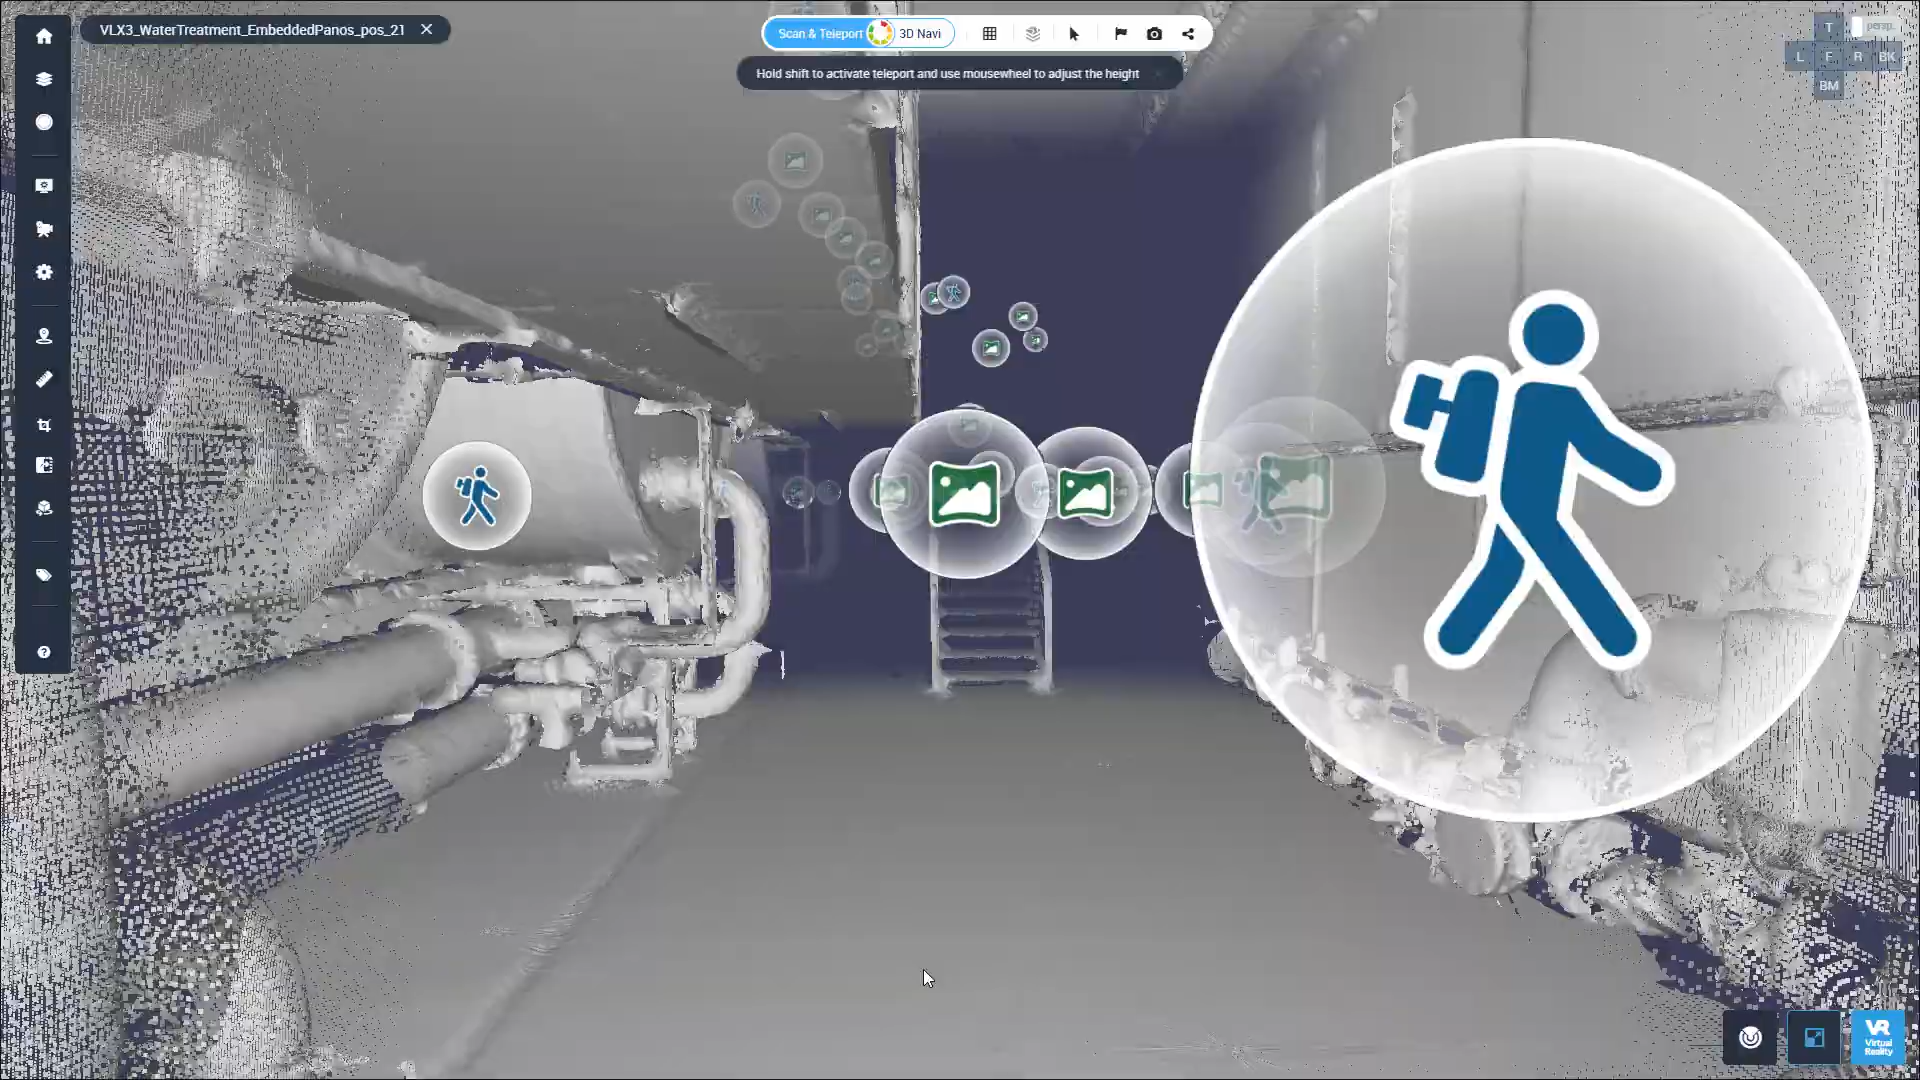 VLX3_WaterTreatment_EmbeddedPanos_pos_21
Scan & Teleport
3D Navi
Hold shift to activate teleport and use mousewheel to adjust the height
T
persp.
L F R BK
BM
VR
Virtual
Reality